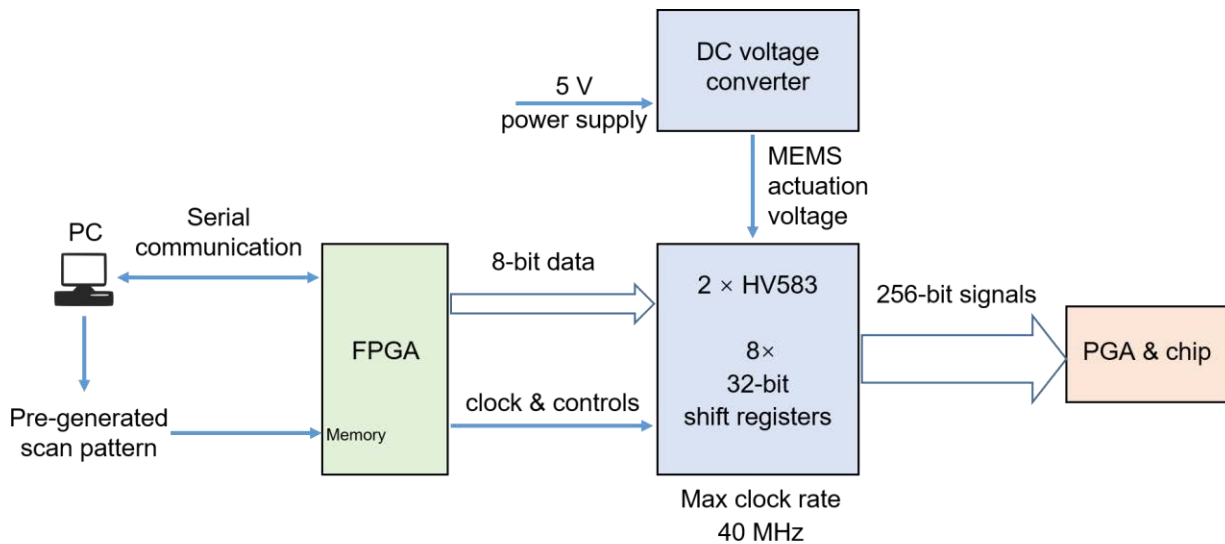 DC voltage
converter
5 V
power supply
MEMS
actuation
voltage
PC
Serial
communication
8-bit data
2 × HV583
256-bit signals
FPGA
8×
32-bit
shift registers
PGA & chip
clock & controls
Pre-generated
scan pattern
Memory
Max clock rate
40 MHz